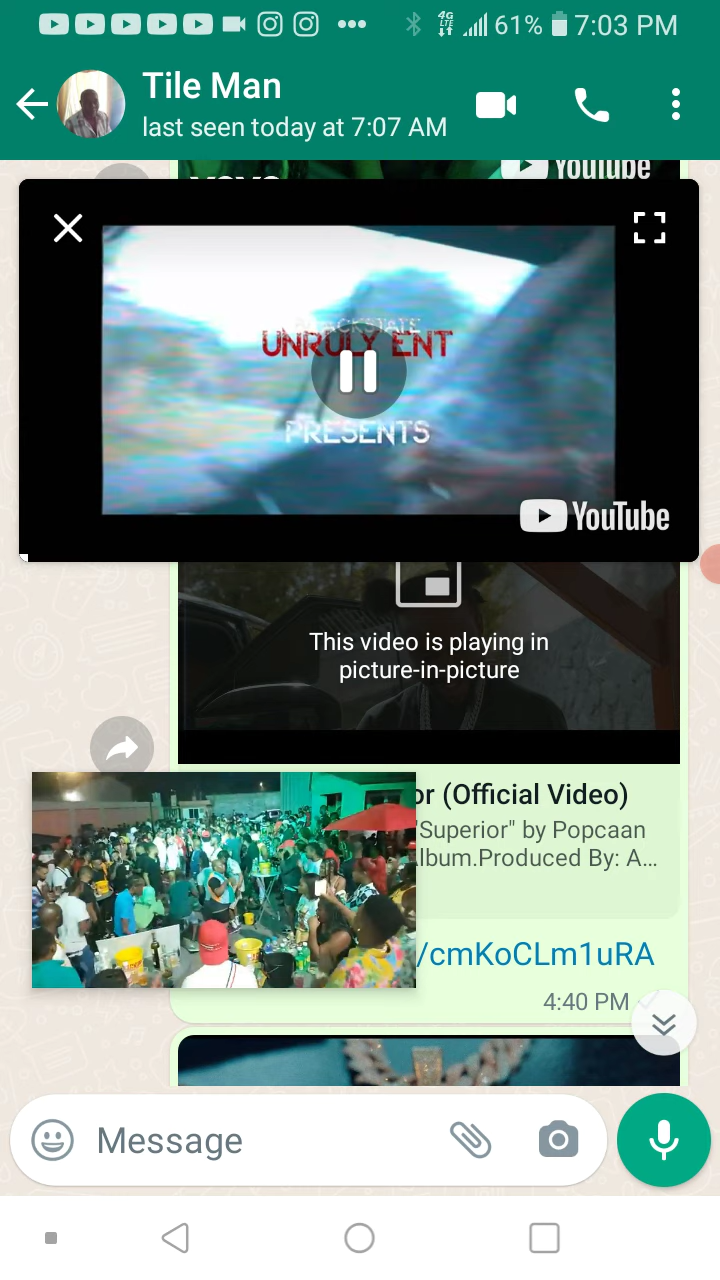 4G
LTE
61%
7:03 PM
Tile Man
last seen today at 7:07 AM
YouTube
UNRULY ENT
PRESENTS
YouTube
This video is playing in
picture-in-picture
or (Official Video)
"Superior" by Popcaan
lbum.Produced By: A...
/cmKoCLm1uRA
4:40 PM
Message